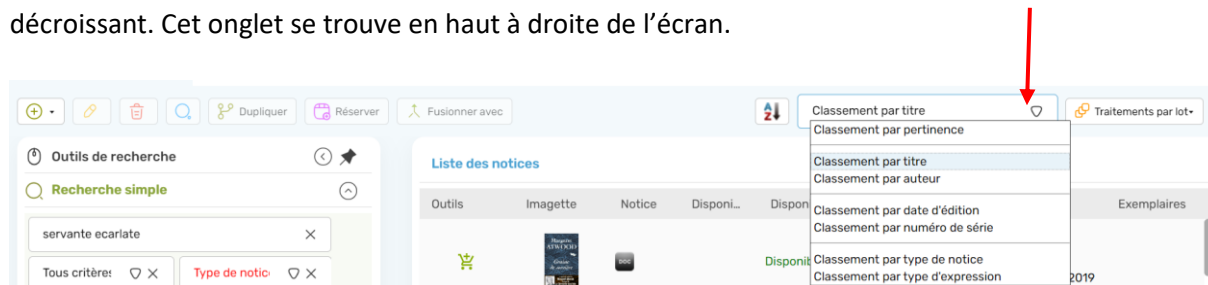 décroissant. Cet onglet se trouve en haut à droite de l’écran.
Dupliquer Réserver Fusionner avec Classement par titre Traitements par lot
Classement par pertinence
Outils de recherche
Liste des notices
Classement par titre
Classement par auteur
Recherche simple
Outils Imagette Notice Disponi... Dispon Exemplaires
Classement par date d'édition
Classement par numéro de série
servante ecarlate
Disponib
Classement par type de notice
Tous critère Type de notic
Classement par type d'expression
2019